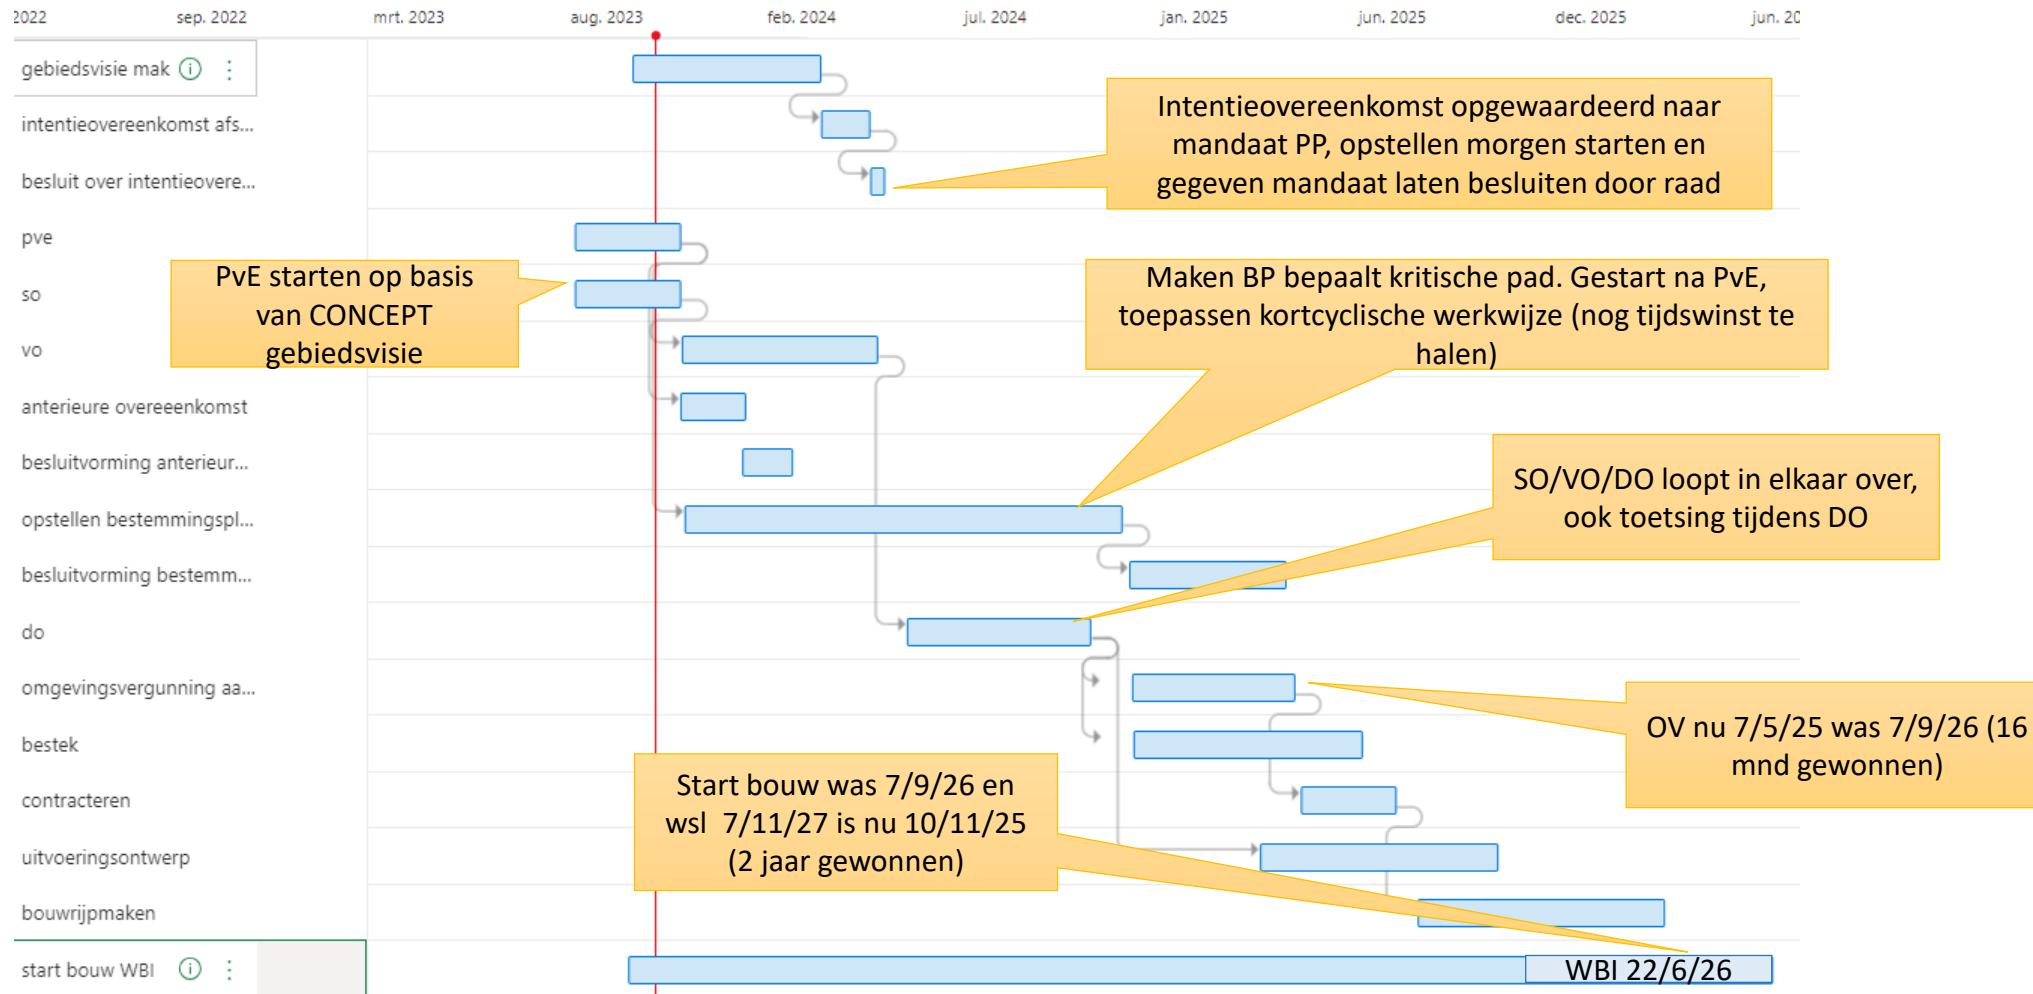 2022 sep. 2022 mrt. 2023 aug. 2023 feb. 2024 jul. 2024 jan. 2025 jun. 2025 dec. 2025 jun. 20
gebiedsvisie mak
intentieovereenkomst afs...
besluit over intentieovere...
Intentieovereenkomst opgewaardeerd naar
mandaat PP, opstellen morgen starten en
gegeven mandaat laten besluiten door raad
pve
so
PvE starten op basis
van CONCEPT
gebiedsvisie
Maken BP bepaalt kritische pad. Gestart na PvE,
toepassen kortcyclische werkwijze (nog tijdswinst te
halen)
vo
anterieure overeeenkomst
besluitvorming anterieur...
opstellen bestemmingspl...
SO/VO/DO loopt in elkaar over,
ook toetsing tijdens DO
besluitvorming bestemm...
do
omgevingsvergunning aa...
OV nu 7/5/25 was 7/9/26 (16
mnd gewonnen)
bestek
contracteren
Start bouw was 7/9/26 en
wsl 7/11/27 is nu 10/11/25
(2 jaar gewonnen)
uitvoeringsontwerp
bouwrijpmaken
start bouw WBI
WBI 22/6/26